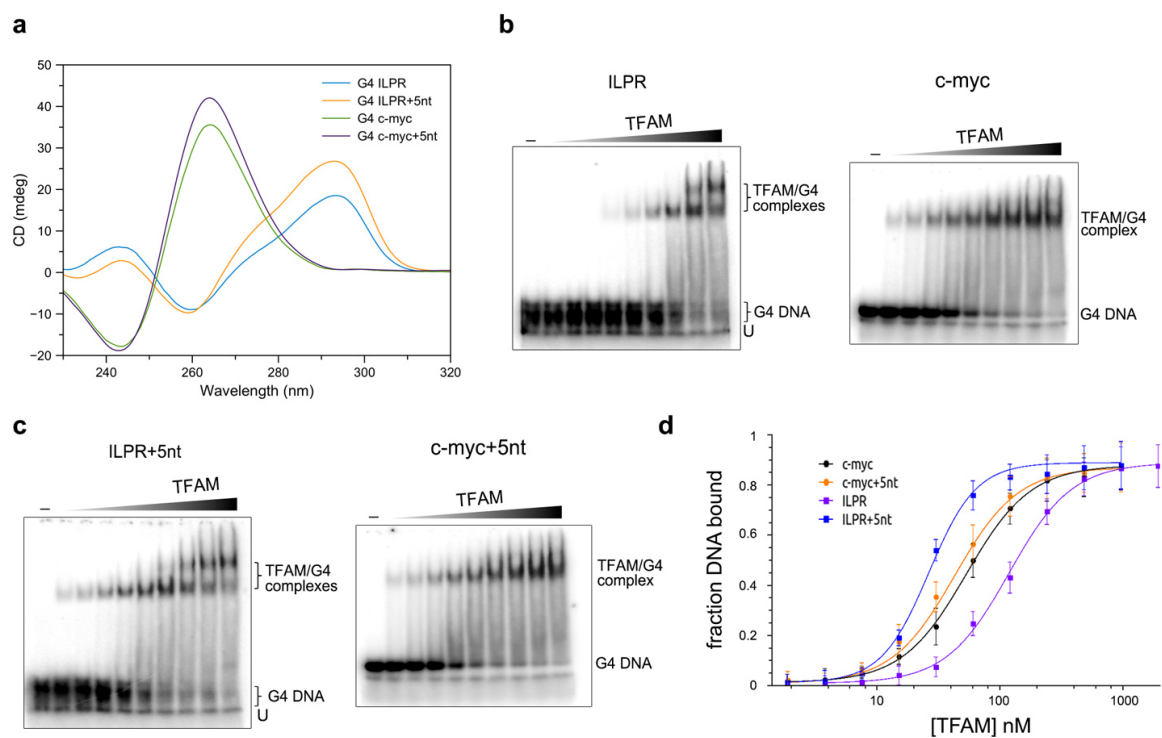 a
50
40
30
20
10
0
−10
−20
CD (mdeg)
240
260
280
300
320
Wavelength (nm)
G4 ILPR
G4 ILPR+5nt
G4 c-myc
G4 c-myc+5nt
b
ILPR
–
TFAM
TFAM/G4
complexes
G4 DNA
U
c-myc
–
TFAM
TFAM/G4
complex
G4 DNA
c
ILPR+5nt
–
TFAM
TFAM/G4
complexes
G4 DNA
U
c-myc+5nt
–
TFAM
TFAM/G4
complex
G4 DNA
d
1
0.8
0.6
0.4
0.2
0
fraction DNA bound
c-myc
c-myc+5nt
ILPR
ILPR+5nt
10
100
1000
[TFAM] nM